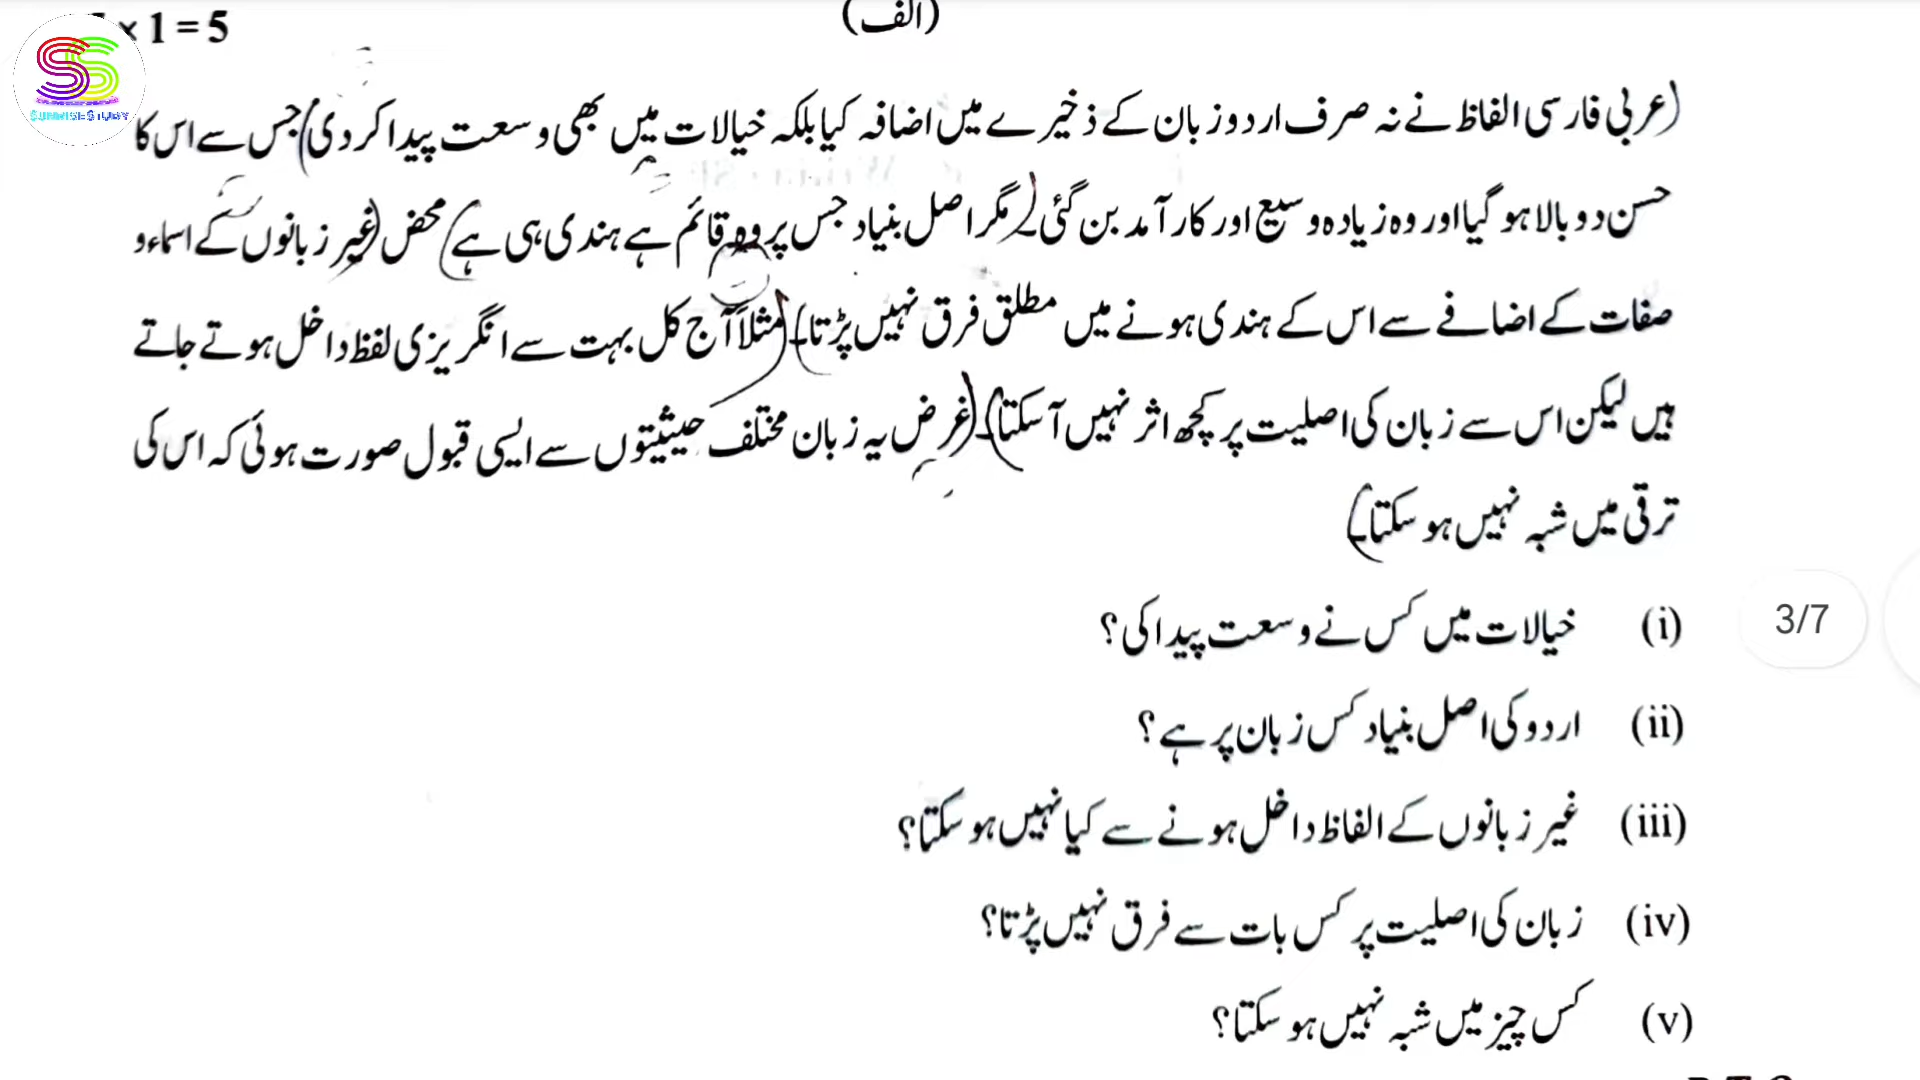 × 1 = 5
(الف)
SUNRISE STUDY
(عربی فارسی الفاظ نے نہ صرف اردو زبان کے ذخیرے میں اضافہ کیا بلکہ خیالات میں بھی وسعت پیدا کر دی) جس سے اس کا
حسن دوبالا ہو گیا اور وہ زیادہ وسیع اور کارآمد بن گئی (مگر اصل بنیاد جس پر وہ قائم ہے ہندی ہی ہے) محض (غیر زبانوں کے اسماء و
صفات کے اضافے سے اس کے ہندی ہونے میں مطلق فرق نہیں پڑتا)۔ (مثلاً آج کل بہت سے انگریزی لفظ داخل ہوتے جاتے
ہیں لیکن اس سے زبان کی اصلیت پر کچھ اثر نہیں آ سکتا)۔ (غرض یہ زبان مختلف حیثیتوں سے ایسی قبول صورت ہوئی کہ اس کی
ترقی میں شبہ نہیں ہو سکتا۔)
(i) خیالات میں کس نے وسعت پیدا کی؟
3/7
(ii) اردو کی اصل بنیاد کس زبان پر ہے؟
(iii) غیر زبانوں کے الفاظ داخل ہونے سے کیا نہیں ہو سکتا؟
(iv) زبان کی اصلیت پر کس بات سے فرق نہیں پڑتا؟
(v) کس چیز میں شبہ نہیں ہو سکتا؟